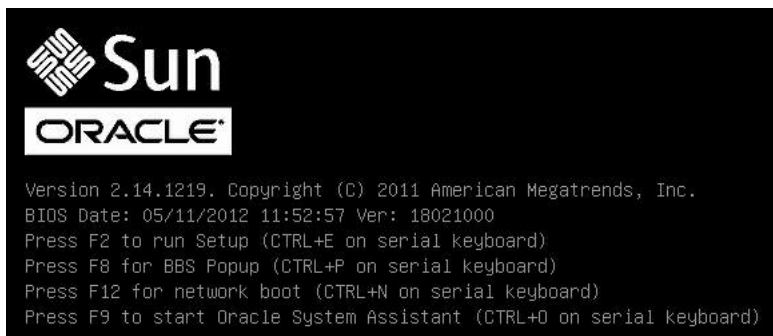 Sun
ORACLE
Version 2.14.1219. Copyright (C) 2011 American Megatrends, Inc.
BIOS Date: 05/11/2012 11:52:57 Ver: 18021000
Press F2 to run Setup (CTRL+E on serial keyboard)
Press F8 for BBS Popup (CTRL+P on serial keyboard)
Press F12 for network boot (CTRL+N on serial keyboard)
Press F9 to start Oracle System Assistant (CTRL+O on serial keyboard)